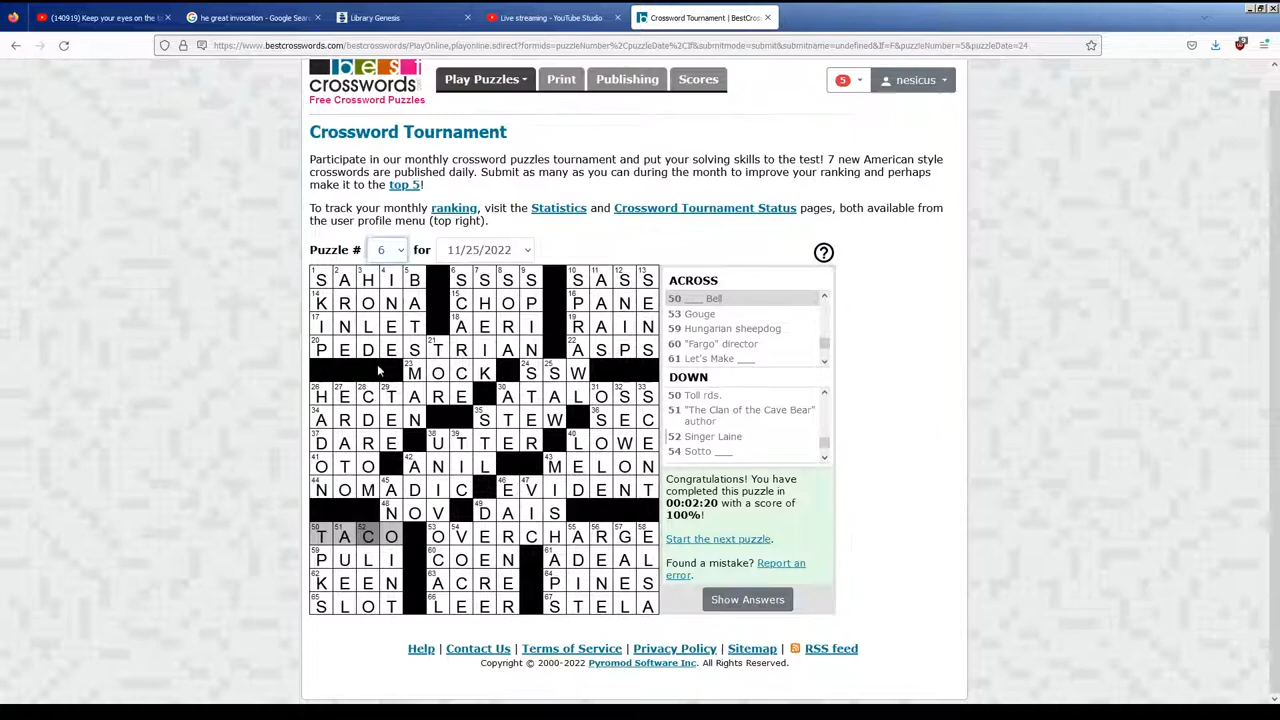 (140919) Keep your eyes on the ta
he great invocation - Google Sear
Library Genesis
Live streaming - YouTube Studio
Crossword Tournament | BestCros
https://www.bestcrosswords.com/bestcrosswords/PlayOnline,playonline.sdirect?formids=puzzleNumber%2CpuzzleDate%2CIf&submitmode=submit&submitname=undefined&If=F&puzzleNumber=5&puzzleDate=24
best
crosswords
Free Crossword Puzzles
Play Puzzles
Print
Publishing
Scores
5
nesicus
Crossword Tournament
Participate in our monthly crossword puzzles tournament and put your solving skills to the test! 7 new American style
crosswords are published daily. Submit as many as you can during the month to improve your ranking and perhaps
make it to the top 5!
To track your monthly ranking, visit the Statistics and Crossword Tournament Status pages, both available from
the user profile menu (top right).
Puzzle # 6 for 11/25/2022
S A H I B S S S S S A S S
K R O N A C H O P P A N E
I N L E T A E R I R A I N
P E D E S T R I A N A S P S
M O C K S S W
H E C T A R E A T A L O S S
A R D E N S T E W S E C
D A R E U T T E R L O W E
O T O A N I L M E L O N
N O M A D I C E V I D E N T
N O V D A I S
T A C O O V E R C H A R G E
P U L I C O E N A D E A L
K E E N A C R E P I N E S
S L O T L E E R S T E L A
ACROSS
50 ___ Bell
53 Gouge
59 Hungarian sheepdog
60 "Fargo" director
61 Let's Make ___
DOWN
50 Toll rds.
51 "The Clan of the Cave Bear"
author
52 Singer Laine
54 Sotto ___
Congratulations! You have
completed this puzzle in
00:02:20 with a score of
100%!
Start the next puzzle.
Found a mistake? Report an
error.
Show Answers
Help | Contact Us | Terms of Service | Privacy Policy | Sitemap | RSS feed
Copyright © 2000-2022 Pyromod Software Inc. All Rights Reserved.